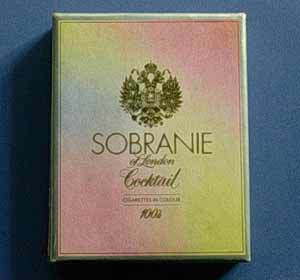 SOBRANIE
of London
Cocktail
CIGARETTES IN COLOUR
100s